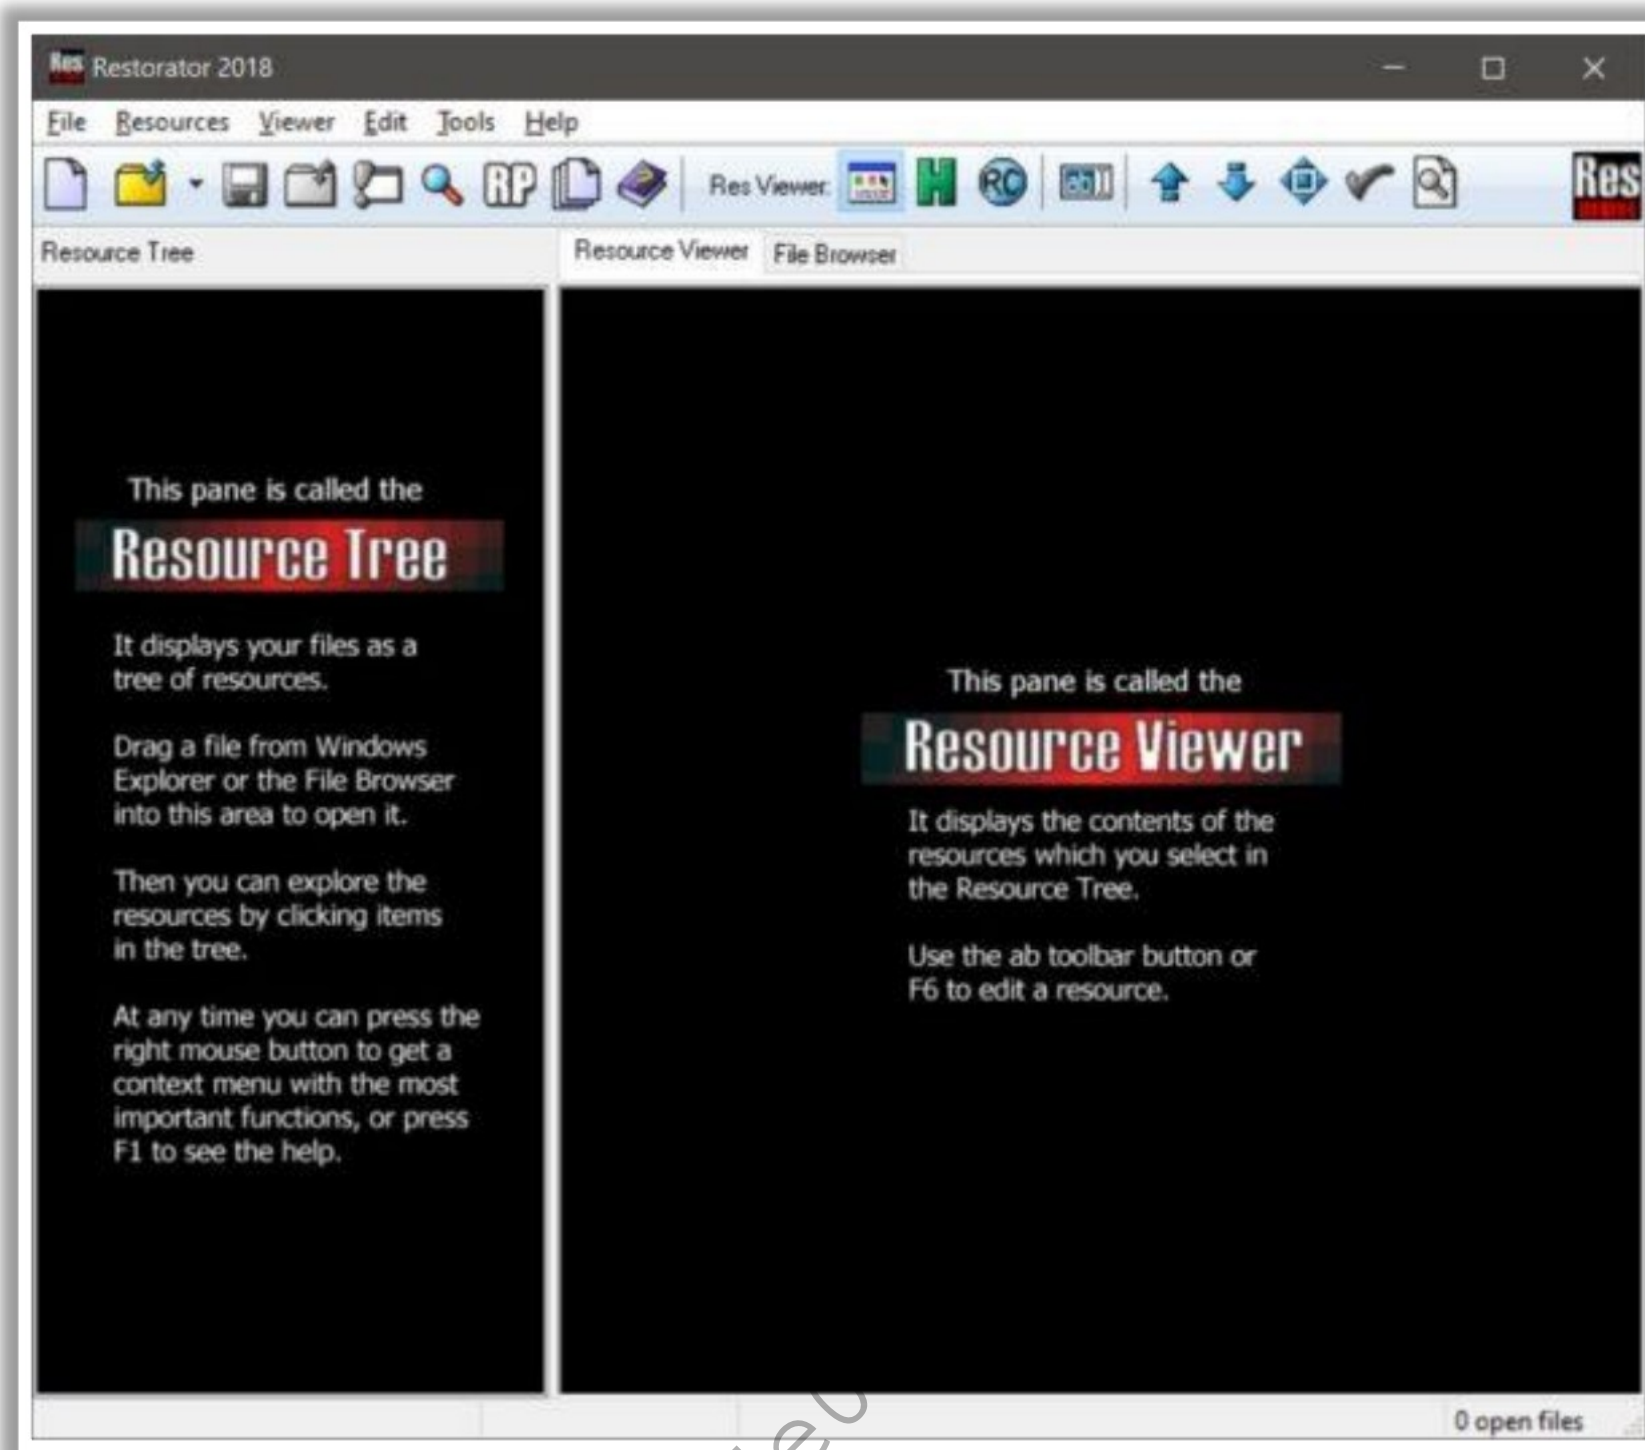 Res Restorator 2018
File Resources Viewer Edit Tools Help
RP Res Viewer: H RC ab Res
Resource Tree
Resource Viewer File Browser
This pane is called the
Resource Tree
It displays your files as a
tree of resources.
Drag a file from Windows
Explorer or the File Browser
into this area to open it.
Then you can explore the
resources by clicking items
in the tree.
At any time you can press the
right mouse button to get a
context menu with the most
important functions, or press
F1 to see the help.
This pane is called the
Resource Viewer
It displays the contents of the
resources which you select in
the Resource Tree.
Use the ab toolbar button or
F6 to edit a resource.
0 open files